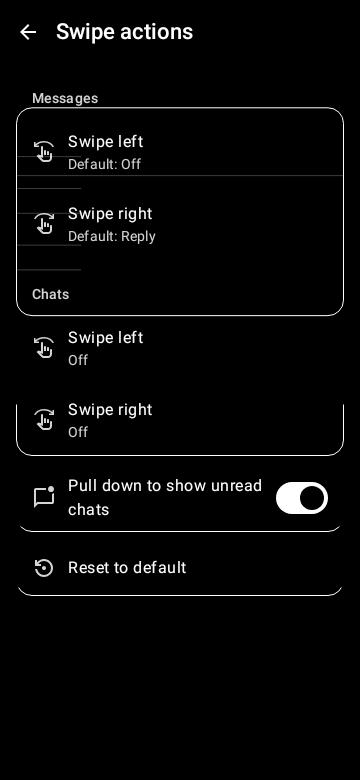 Swipe actions
Messages
Swipe left
Default: Off
Swipe right
Default: Reply
Chats
Swipe left
Off
Swipe right
Off
Pull down to show unread
chats
Reset to default